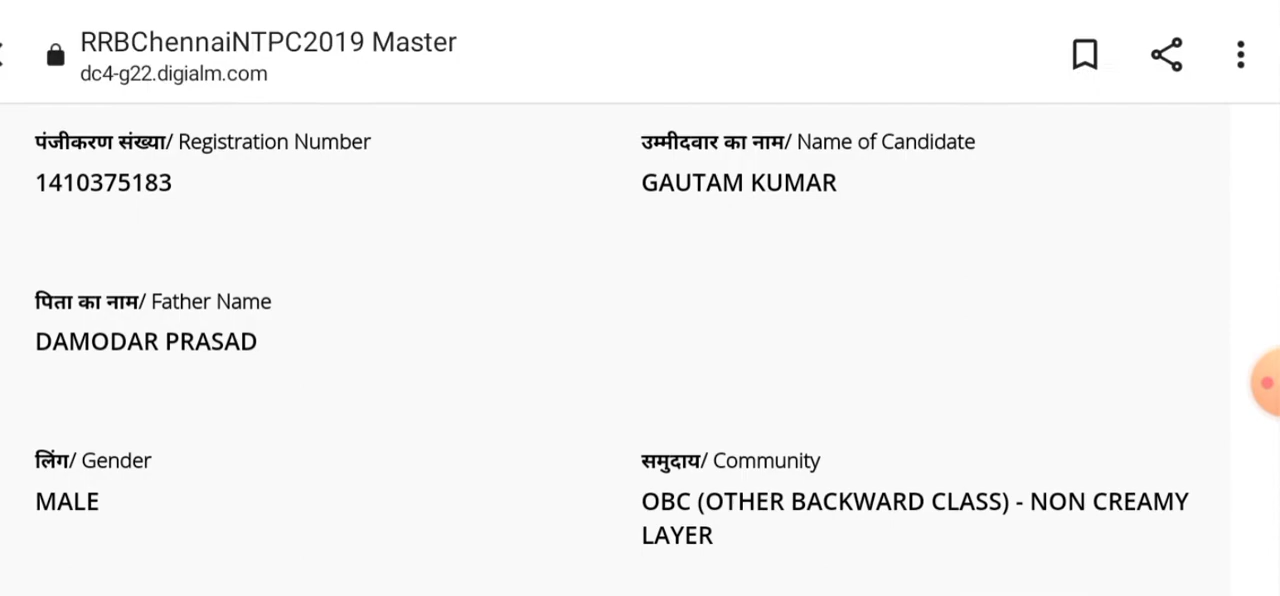 RRBChennaiNTPC2019 Master
dc4-g22.digialm.com
पंजीकरण संख्या/ Registration Number
1410375183
उम्मीदवार का नाम/ Name of Candidate
GAUTAM KUMAR
पिता का नाम/ Father Name
DAMODAR PRASAD
लिंग/ Gender
MALE
समुदाय/ Community
OBC (OTHER BACKWARD CLASS) - NON CREAMY
LAYER